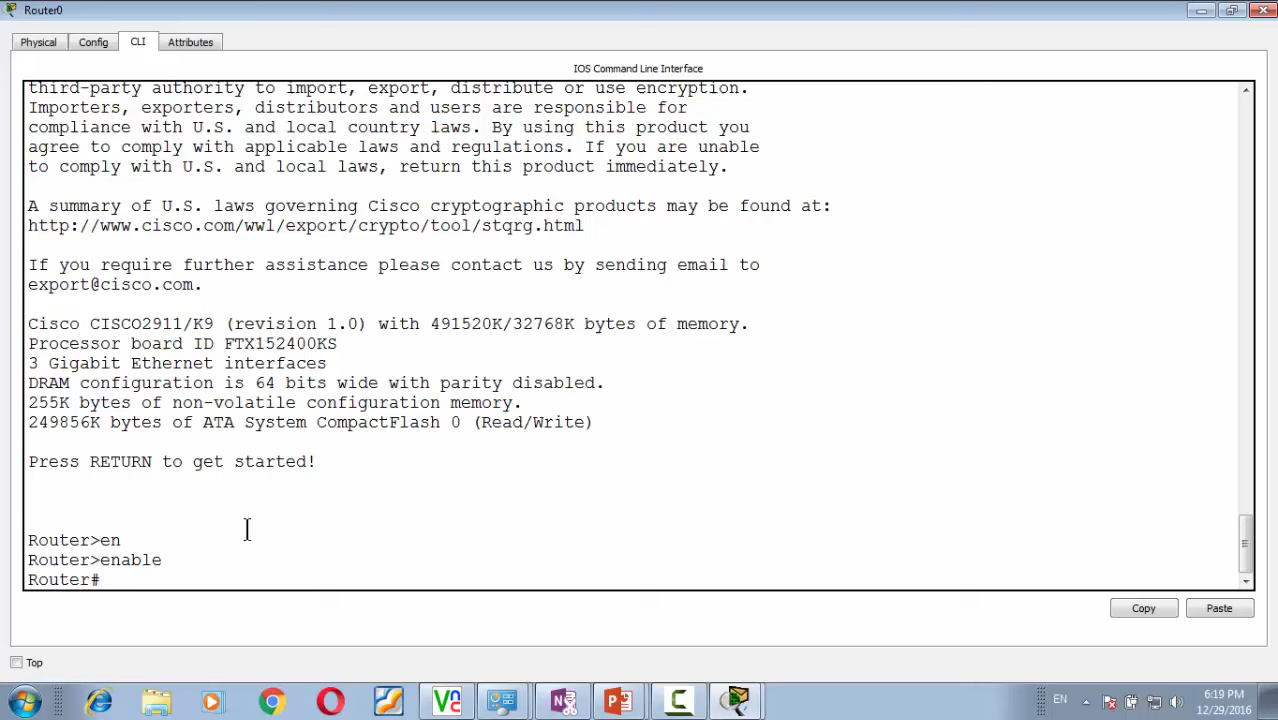 Router0
Physical
Config
CLI
Attributes
IOS Command Line Interface
third-party authority to import, export, distribute or use encryption.
Importers, exporters, distributors and users are responsible for
compliance with U.S. and local country laws. By using this product you
agree to comply with applicable laws and regulations. If you are unable
to comply with U.S. and local laws, return this product immediately.
A summary of U.S. laws governing Cisco cryptographic products may be found at:
http://www.cisco.com/wwl/export/crypto/tool/stqrg.html
If you require further assistance please contact us by sending email to
export@cisco.com.
Cisco CISCO2911/K9 (revision 1.0) with 491520K/32768K bytes of memory.
Processor board ID FTX152400KS
3 Gigabit Ethernet interfaces
DRAM configuration is 64 bits wide with parity disabled.
255K bytes of non-volatile configuration memory.
249856K bytes of ATA System CompactFlash 0 (Read/Write)
Press RETURN to get started!
Router>en
Router>enable
Router#
Copy
Paste
Top
EN
6:19 PM
12/29/2016